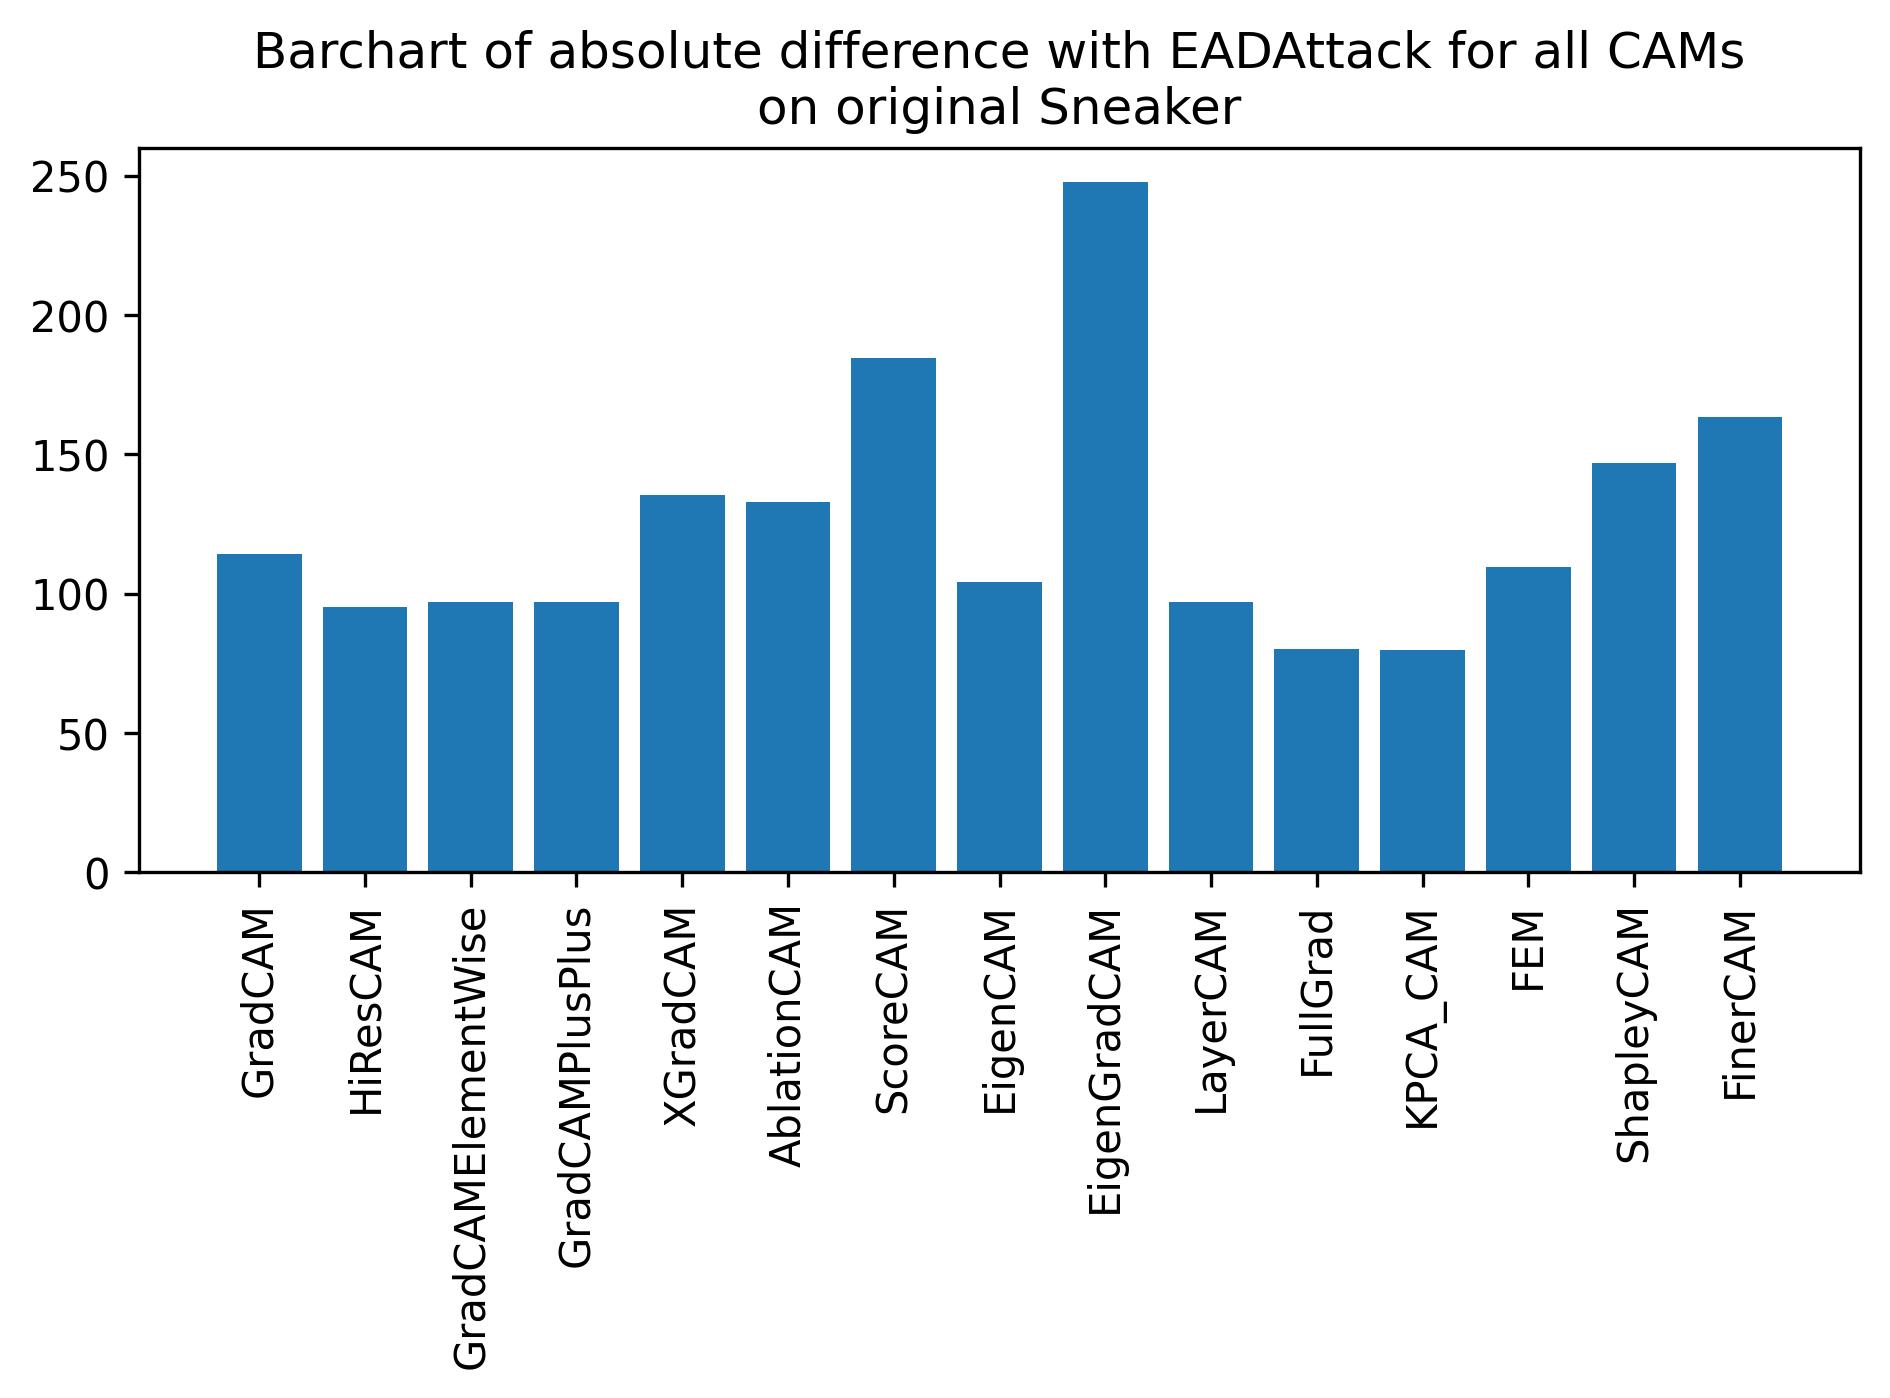 Barchart of absolute difference with EADAttack for all CAMs
on original Sneaker
250
200
150
100
50
0
GradCAM
HiResCAM
GradCAMElementWise
GradCAMPlusPlus
XGradCAM
AblationCAM
ScoreCAM
EigenCAM
EigenGradCAM
LayerCAM
FullGrad
KPCA_CAM
FEM
ShapleyCAM
FinerCAM